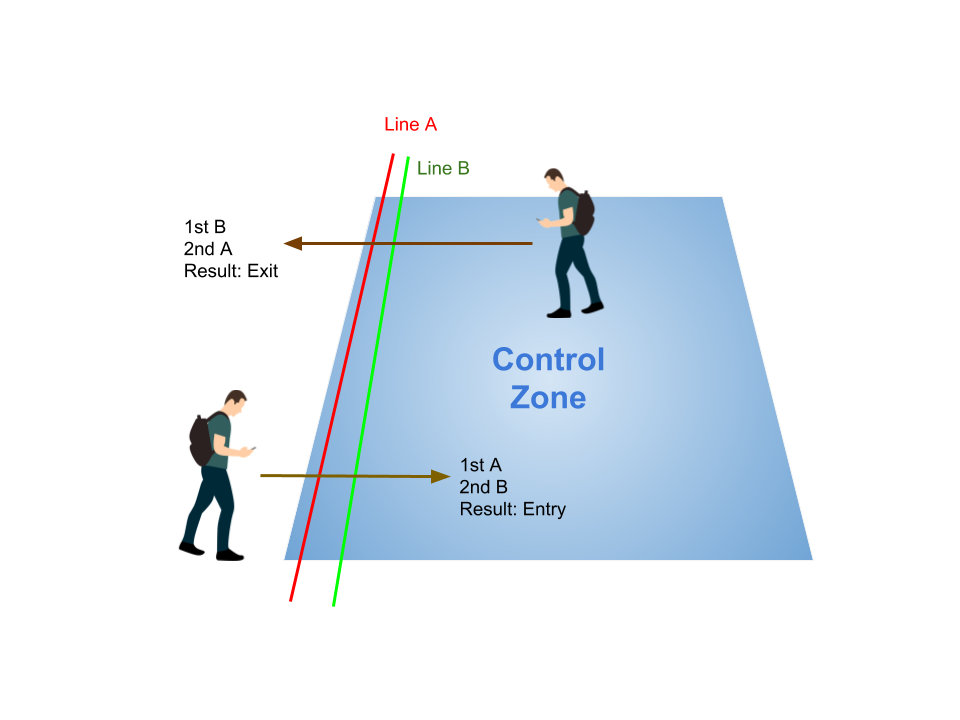 Line A
Line B
1st B
2nd A
Result: Exit
Control
Zone
1st A
2nd B
Result: Entry